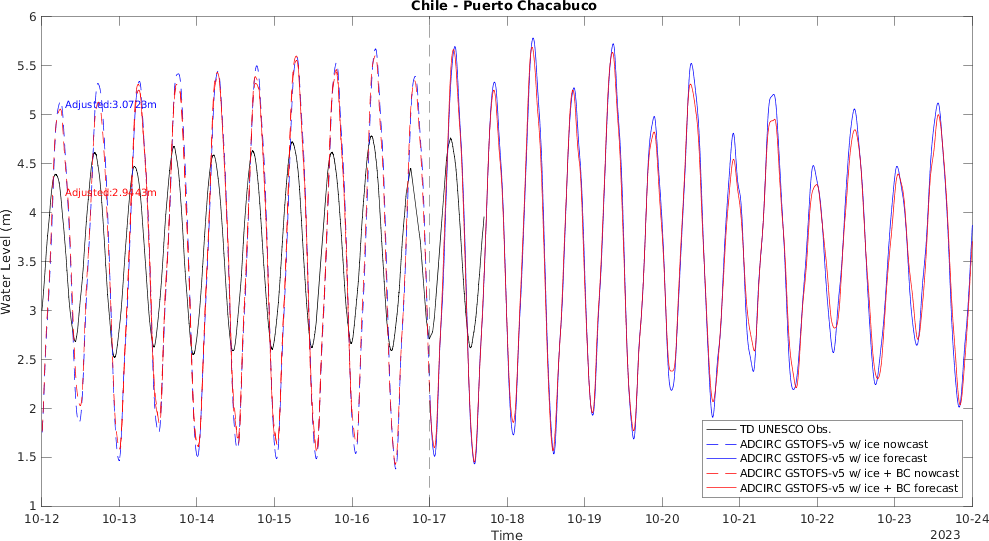 Chile - Puerto Chacabuco
6
5.5
5
4.5
4
3.5
3
2.5
2
1.5
1
Water Level (m)
Adjusted:3.0723m
Adjusted:2.9443m
TD UNESCO Obs.
ADCIRC GSTOFS-v5 w/ ice nowcast
ADCIRC GSTOFS-v5 w/ ice forecast
ADCIRC GSTOFS-v5 w/ ice + BC nowcast
ADCIRC GSTOFS-v5 w/ ice + BC forecast
10-12 10-13 10-14 10-15 10-16 10-17 10-18 10-19 10-20 10-21 10-22 10-23 10-24
Time
2023